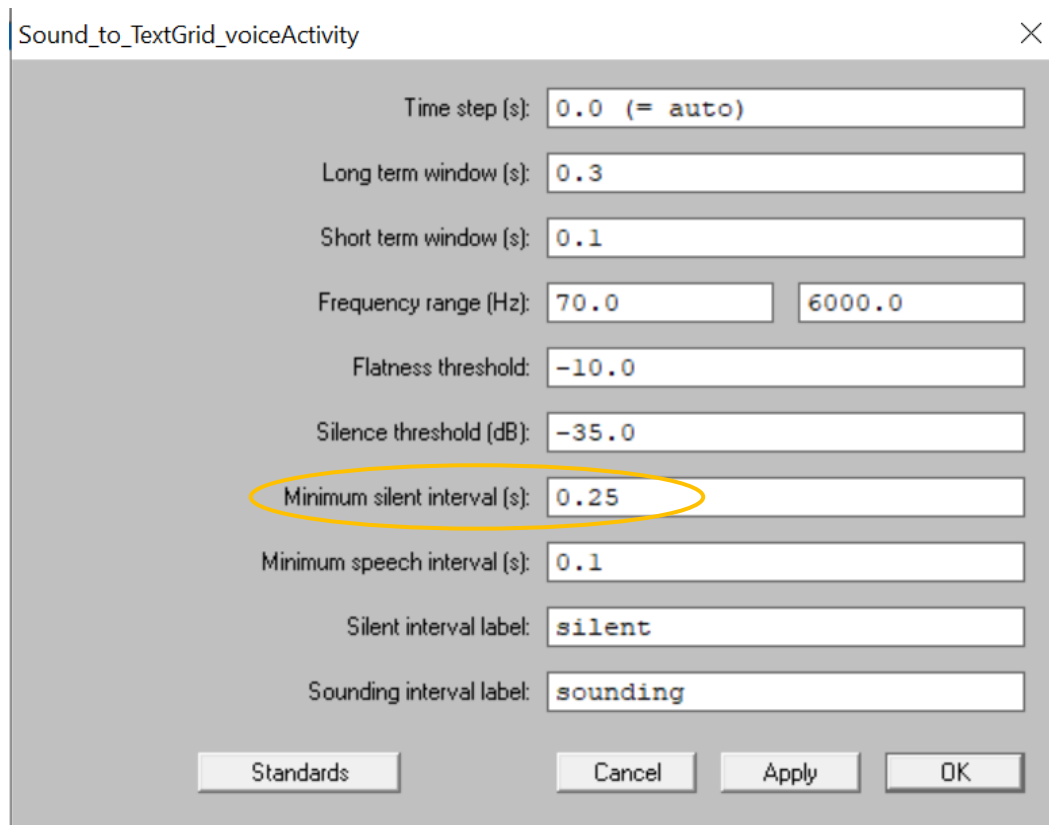 Sound_to_TextGrid_voiceActivity
Time step (s): 0.0 (= auto)
Long term window (s): 0.3
Short term window (s): 0.1
Frequency range (Hz): 70.0 6000.0
Flatness threshold: -10.0
Silence threshold (dB): -35.0
Minimum silent interval (s): 0.25
Minimum speech interval (s): 0.1
Silent interval label: silent
Sounding interval label: sounding
Standards Cancel Apply OK